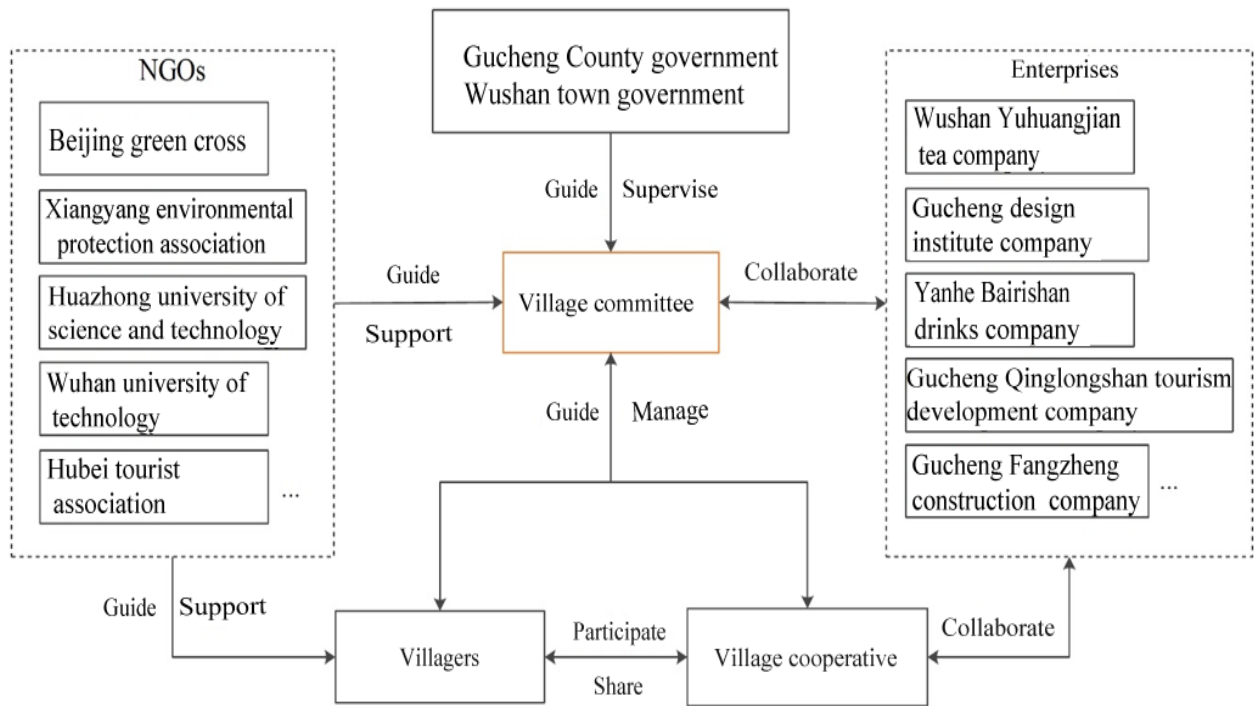 NGOs
Beijing green cross
Xiangyang environmental
protection association
Huazhong university of
science and technology
Wuhan university of
technology
Hubei tourist
association
...
Gucheng County government
Wushan town government
Guide Supervise
Guide
Support
Village committee
Collaborate
Guide Manage
Enterprises
Wushan Yuhuangjian
tea company
Gucheng design
institute company
Yanhe Bairishan
drinks company
Gucheng Qinglongshan tourism
development company
Gucheng Fangzheng
construction company
...
Guide Support
Villagers
Participate
Share
Village cooperative
Collaborate